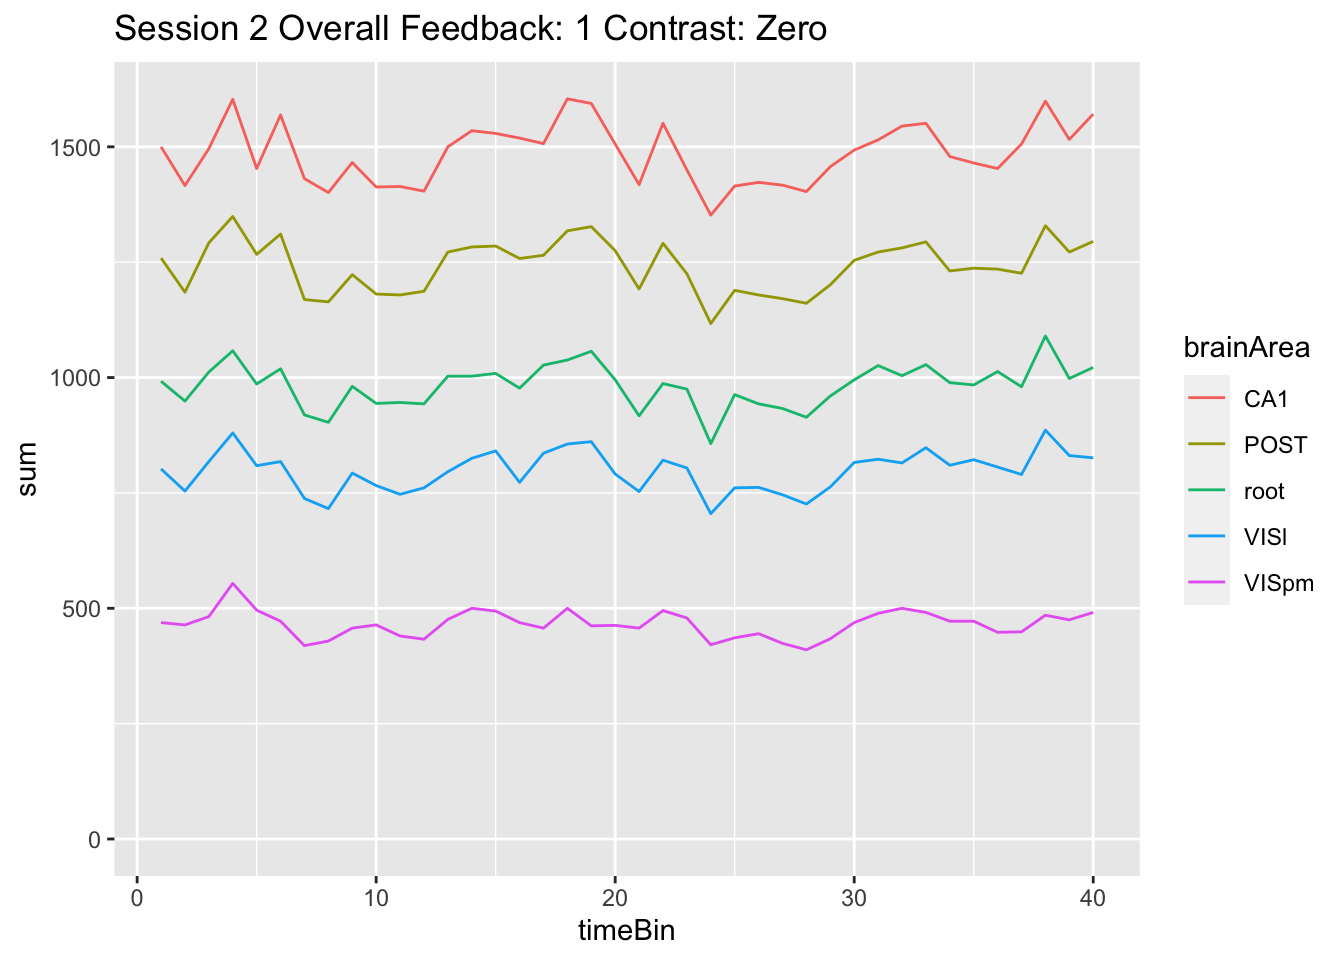 Session 2 Overall Feedback: 1 Contrast: Zero
1500
1000
500
0
sum
0 10 20 30 40
timeBin
brainArea
CA1
POST
root
VISl
VISpm